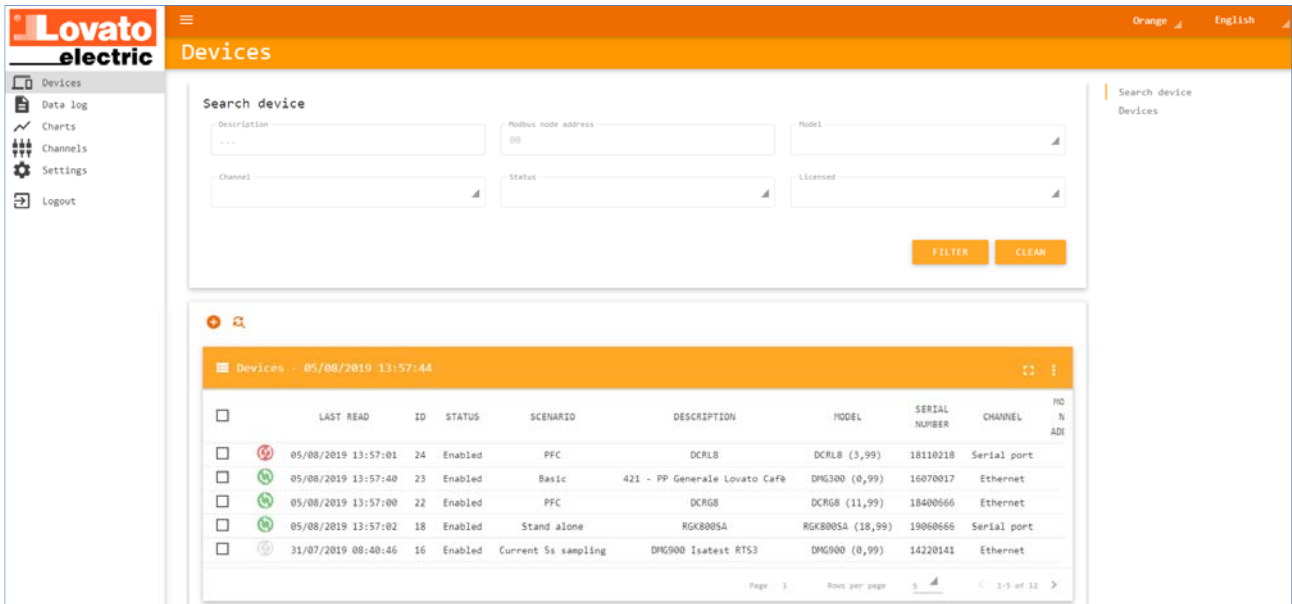 Lovato
electric
Orange English
Devices
Devices
Data log
Charts
Channels
Settings
Logout
Search device
Description
...
Modbus node address
00
Model
Channel
Status
Licensed
FILTER CLEAN
Search device
Devices
Devices - 05/08/2019 13:57:44
LAST READ ID STATUS SCENARIO DESCRIPTION MODEL SERIAL NUMBER CHANNEL MO N ADD
05/08/2019 13:57:01 24 Enabled PFC DCRL8 DCRL8 (3,99) 18110218 Serial port
05/08/2019 13:57:40 23 Enabled Basic 421 - PP Generale Lovato Cafè DMG300 (0,99) 16070017 Ethernet
05/08/2019 13:57:00 22 Enabled PFC DCRG8 DCRG8 (11,99) 18400666 Ethernet
05/08/2019 13:57:02 18 Enabled Stand alone RGK800SA RGK800SA (18,99) 19060666 Serial port
31/07/2019 08:40:46 16 Enabled Current 5s sampling DMG900 Isatest RTS3 DMG900 (0,99) 14220141 Ethernet
Page 1 Rows per page 5 1-5 of 12